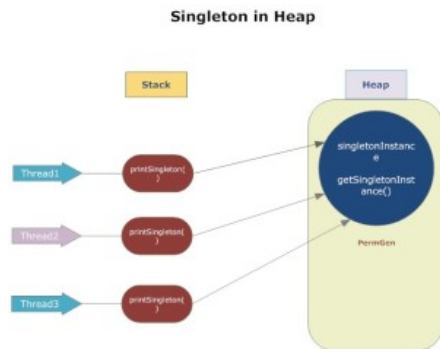 Singleton in Heap
Stack
Heap
singletonInstanc
e
getSingletonInst
ance()
Thread1
printSingleton(
)
Thread2
printSingleton(
)
PermGen
Thread3
printSingleton(
)